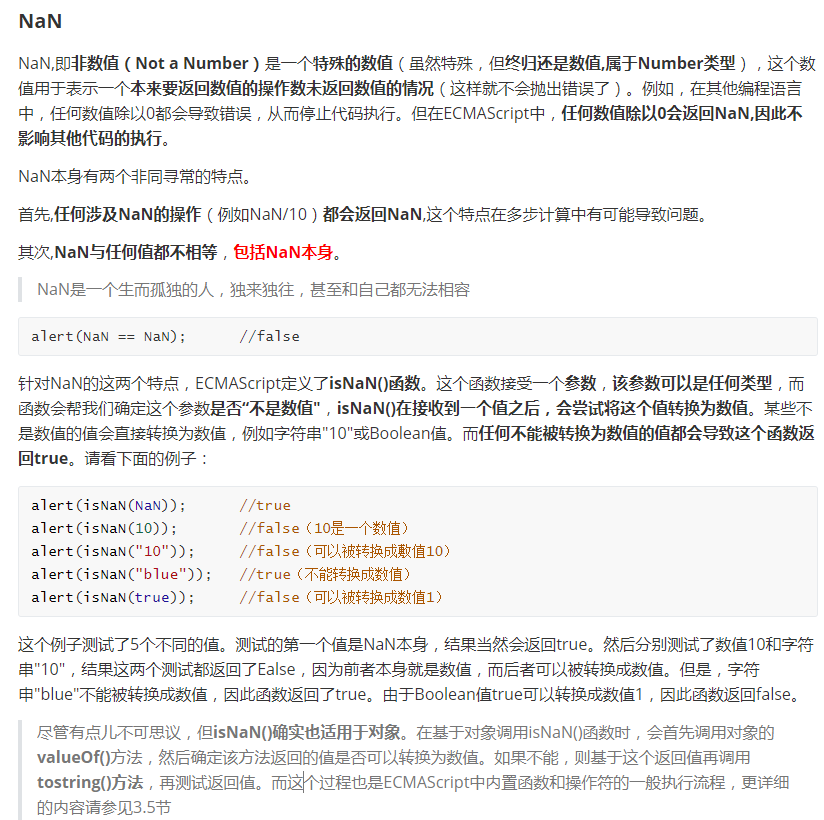 NaN
NaN,即非数值（Not a Number）是一个特殊的数值（虽然特殊，但终归还是数值,属于Number类型），这个数
值用于表示一个本来要返回数值的操作数未返回数值的情况（这样就不会抛出错误了）。例如，在其他编程语言
中，任何数值除以0都会导致错误，从而停止代码执行。但在ECMAScript中，任何数值除以0会返回NaN,因此不
影响其他代码的执行。
NaN本身有两个非同寻常的特点。
首先,任何涉及NaN的操作（例如NaN/10）都会返回NaN,这个特点在多步计算中有可能导致问题。
其次,NaN与任何值都不相等，包括NaN本身。
NaN是一个生而孤独的人，独来独往，甚至和自己都无法相容
alert(NaN == NaN);      //false
针对NaN的这两个特点，ECMAScript定义了isNaN()函数。这个函数接受一个参数，该参数可以是任何类型，而
函数会帮我们确定这个参数是否“不是数值"，isNaN()在接收到一个值之后，会尝试将这个值转换为数值。某些不
是数值的值会直接转换为数值，例如字符串"10"或Boolean值。而任何不能被转换为数值的值都会导致这个函数返
回true。请看下面的例子：
alert(isNaN(NaN));      //true
alert(isNaN(10));       //false（10是一个数值）
alert(isNaN("10"));     //false（可以被转换成敷值10）
alert(isNaN("blue"));   //true（不能转换成数值）
alert(isNaN(true));     //false（可以被转换成数值1）
这个例子测试了5个不同的值。测试的第一个值是NaN本身，结果当然会返回true。然后分别测试了数值10和字符
串"10"，结果这两个测试都返回了Ealse，因为前者本身就是数值，而后者可以被转换成数值。但是，字符
串"blue"不能被转换成数值，因此函数返回了true。由于Boolean值true可以转换成数值1，因此函数返回false。
尽管有点儿不可思议，但isNaN()确实也适用于对象。在基于对象调用isNaN()函数时，会首先调用对象的
valueOf()方法，然后确定该方法返回的值是否可以转换为数值。如果不能，则基于这个返回值再调用
tostring()方法，再测试返回值。而这个过程也是ECMAScript中内置函数和操作符的一般执行流程，更详细
的内容请参见3.5节